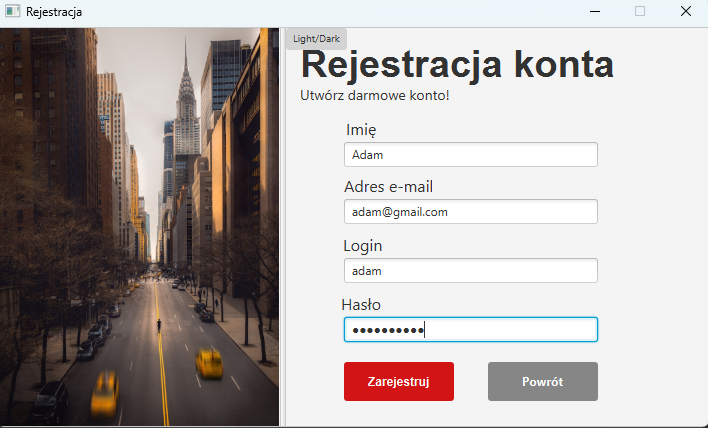 Rejestracja
Light/Dark
Rejestracja konta
Utwórz darmowe konto!
Imię
Adam
Adres e-mail
adam@gmail.com
Login
adam
Hasło
●●●●●●●●●●
Zarejestruj
Powrót